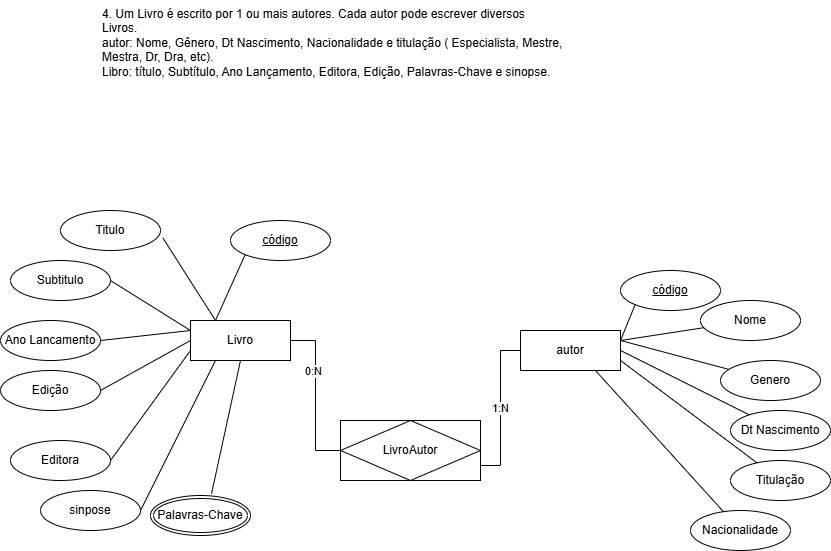 4. Um Livro é escrito por 1 ou mais autores. Cada autor pode escrever diversos
Livros.
autor: Nome, Gênero, Dt Nascimento, Nacionalidade e titulação ( Especialista, Mestre,
Mestra, Dr, Dra, etc).
Libro: título, Subtítulo, Ano Lançamento, Editora, Edição, Palavras-Chave e sinopse.
Titulo
código
Subtitulo
código
Nome
Ano Lancamento
Livro
autor
0:N
Genero
Edição
1:N
Dt Nascimento
LivroAutor
Editora
Titulação
sinpose
Palavras-Chave
Nacionalidade